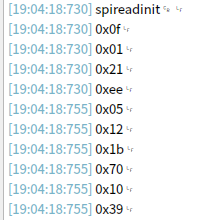 [19:04:18:730] spireadinit␍ ␊
[19:04:18:730] 0x0f␊
[19:04:18:730] 0x01␊
[19:04:18:730] 0x21␊
[19:04:18:730] 0xee␊
[19:04:18:755] 0x05␊
[19:04:18:755] 0x12␊
[19:04:18:755] 0x1b␊
[19:04:18:755] 0x70␊
[19:04:18:755] 0x10␊
[19:04:18:755] 0x39␊